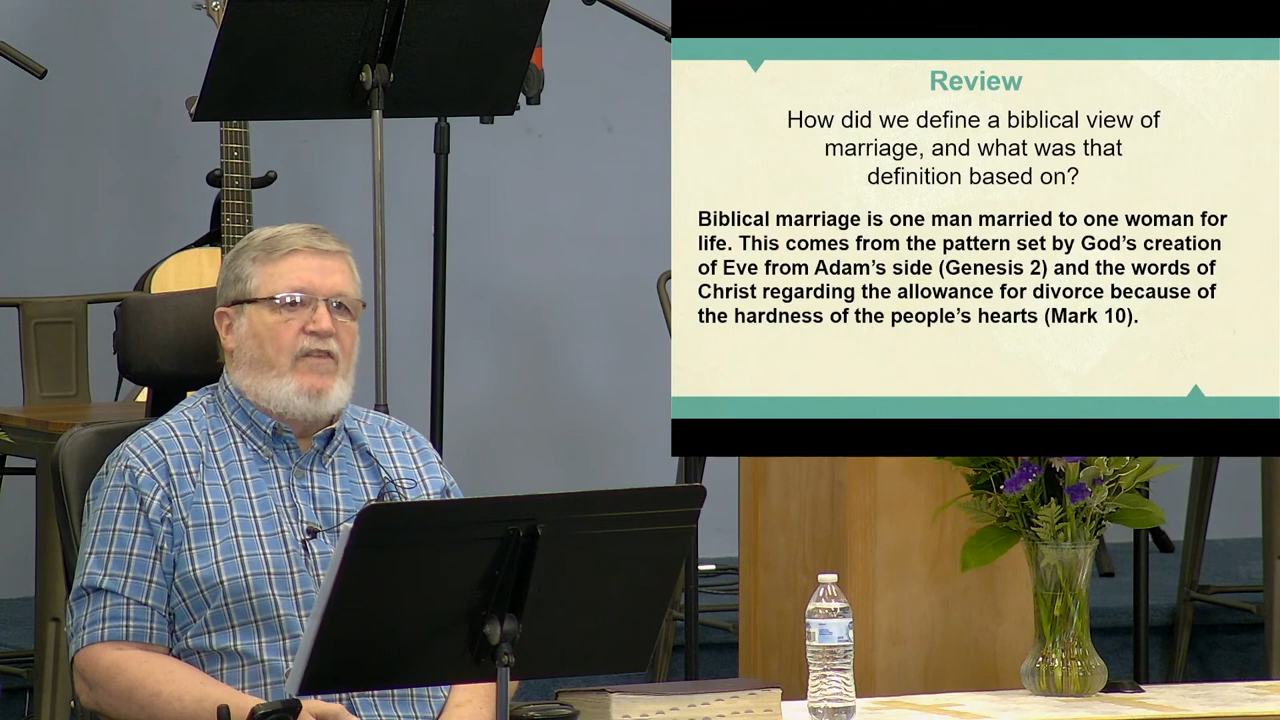 Review
How did we define a biblical view of
marriage, and what was that
definition based on?
Biblical marriage is one man married to one woman for
life. This comes from the pattern set by God’s creation
of Eve from Adam’s side (Genesis 2) and the words of
Christ regarding the allowance for divorce because of
the hardness of the people’s hearts (Mark 10).